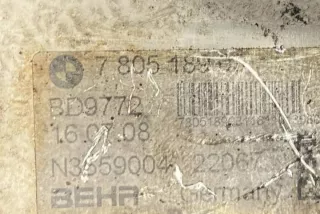 7 805 18
BD9772
16.07.08
N3559004 22067
BEHR Germany